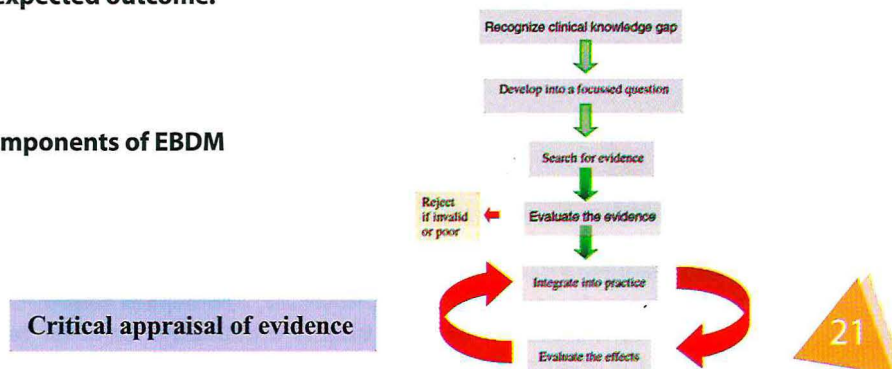 expected outcome.
Recognize clinical knowledge gap
Develop into a focussed question
mponents of EBDM
Search for evidence
Reject
if invalid
or poor
Evaluate the evidence
Integrate into practice
Critical appraisal of evidence
21
Evaluate the effects